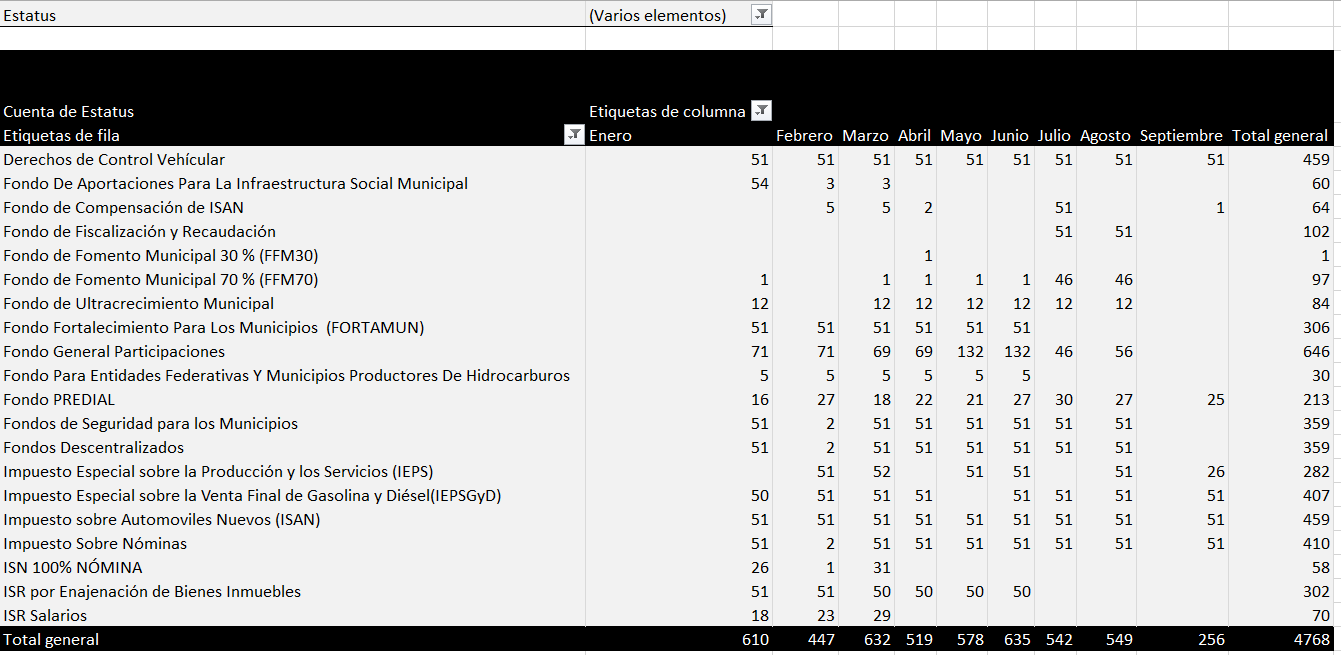 Estatus (Varios elementos)
Cuenta de Estatus Etiquetas de columna
Etiquetas de fila Enero Febrero Marzo Abril Mayo Junio Julio Agosto Septiembre Total general
Derechos de Control Vehícular 51 51 51 51 51 51 51 51 51 459
Fondo De Aportaciones Para La Infraestructura Social Municipal 54 3 3 60
Fondo de Compensación de ISAN 5 5 2 51 1 64
Fondo de Fiscalización y Recaudación 51 51 102
Fondo de Fomento Municipal 30 % (FFM30) 1 1
Fondo de Fomento Municipal 70 % (FFM70) 1 1 1 1 1 46 46 97
Fondo de Ultracrecimiento Municipal 12 12 12 12 12 12 12 84
Fondo Fortalecimiento Para Los Municipios  (FORTAMUN) 51 51 51 51 51 51 306
Fondo General Participaciones 71 71 69 69 132 132 46 56 646
Fondo Para Entidades Federativas Y Municipios Productores De Hidrocarburos 5 5 5 5 5 5 30
Fondo PREDIAL 16 27 18 22 21 27 30 27 25 213
Fondos de Seguridad para los Municipios 51 2 51 51 51 51 51 51 359
Fondos Descentralizados 51 2 51 51 51 51 51 51 359
Impuesto Especial sobre la Producción y los Servicios (IEPS) 51 52 51 51 51 26 282
Impuesto Especial sobre la Venta Final de Gasolina y Diésel(IEPSGyD) 50 51 51 51 51 51 51 51 407
Impuesto sobre Automoviles Nuevos (ISAN) 51 51 51 51 51 51 51 51 51 459
Impuesto Sobre Nóminas 51 2 51 51 51 51 51 51 51 410
ISN 100% NÓMINA 26 1 31 58
ISR por Enajenación de Bienes Inmuebles 51 51 50 50 50 50 302
ISR Salarios 18 23 29 70
Total general 610 447 632 519 578 635 542 549 256 4768